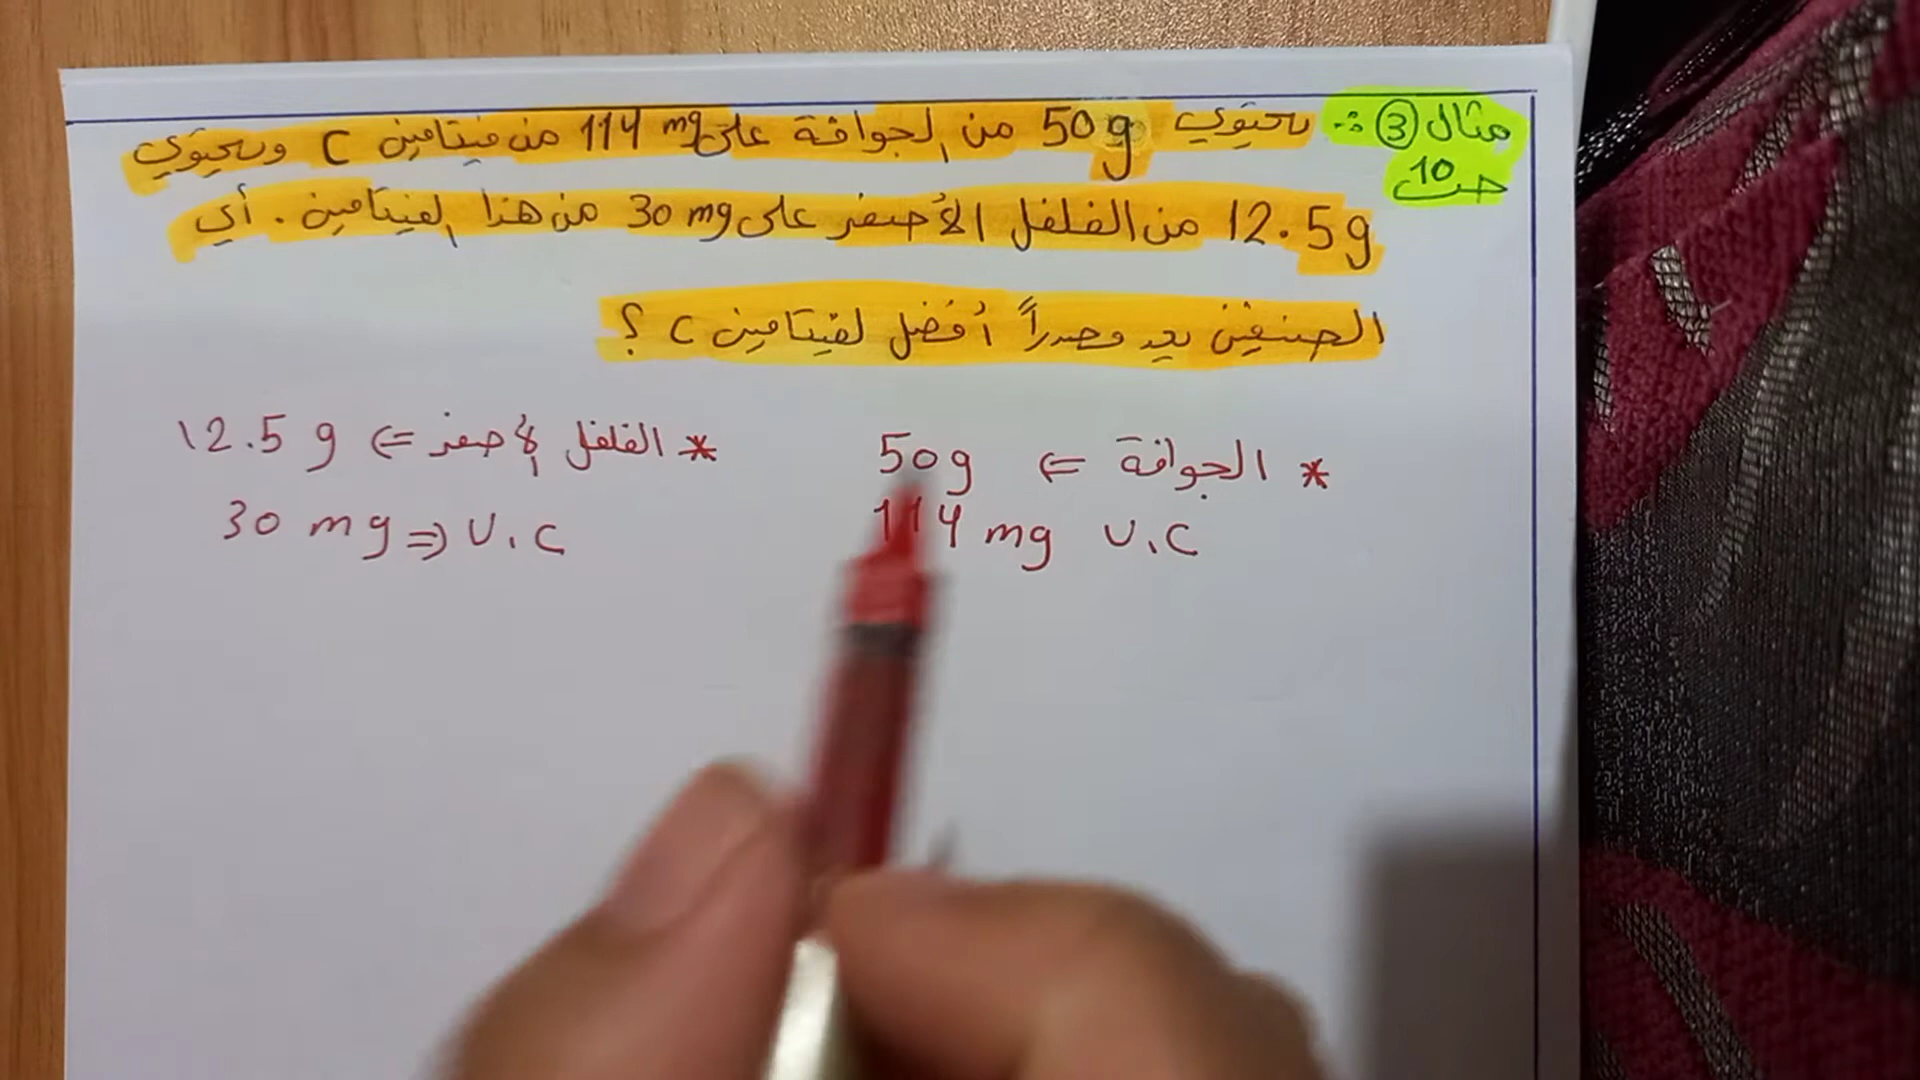 مثال ③ :- يحتوي 50g من الجوافة على 114 mg من فيتامين C ويحتوي
ص 10
12.5g من الفلفل الأصفر على 30 mg من هذا الفيتامين. أي
الصنفين يعد مصدراً أفضل لفيتامين C ؟
* الجوافة ⇐ 50g
114 mg V.C
* الفلفل الأصفر ⇐ 12.5 g
30 mg ⇒ V.C